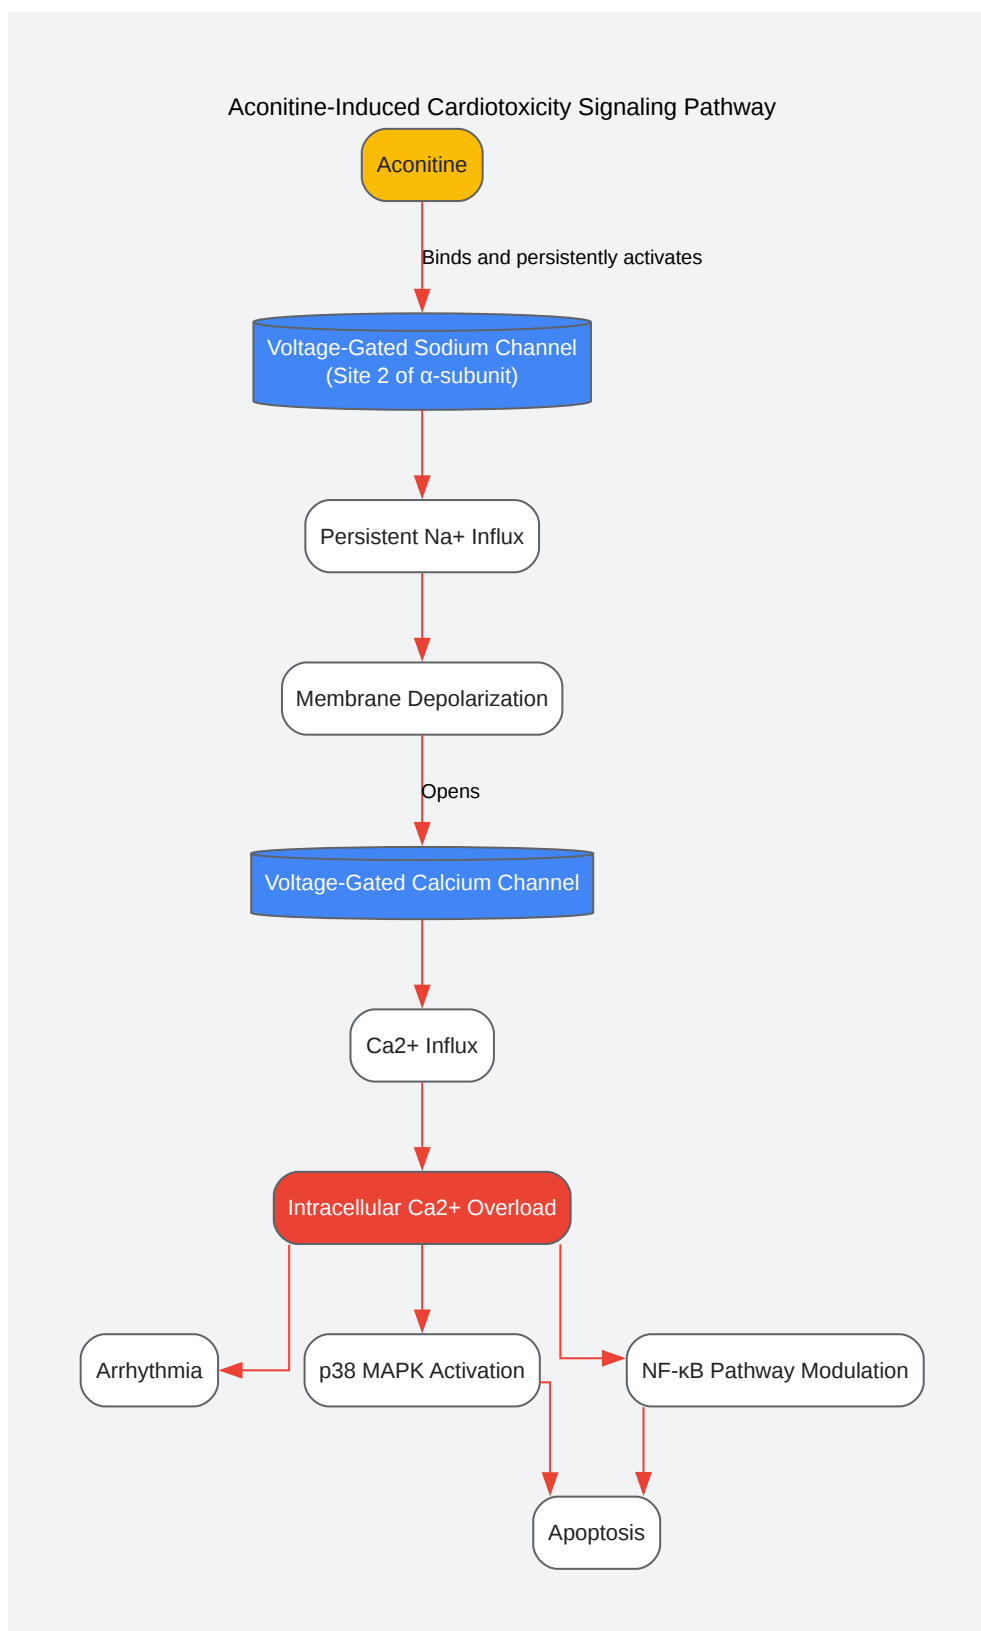 Aconitine-Induced Cardiotoxicity Signaling Pathway
Aconitine
Binds and persistently activates
Voltage-Gated Sodium Channel
(Site 2 of α-subunit)
Persistent Na+ Influx
Membrane Depolarization
Opens
Voltage-Gated Calcium Channel
Ca2+ Influx
Intracellular Ca2+ Overload
Arrhythmia
p38 MAPK Activation
NF-κB Pathway Modulation
Apoptosis